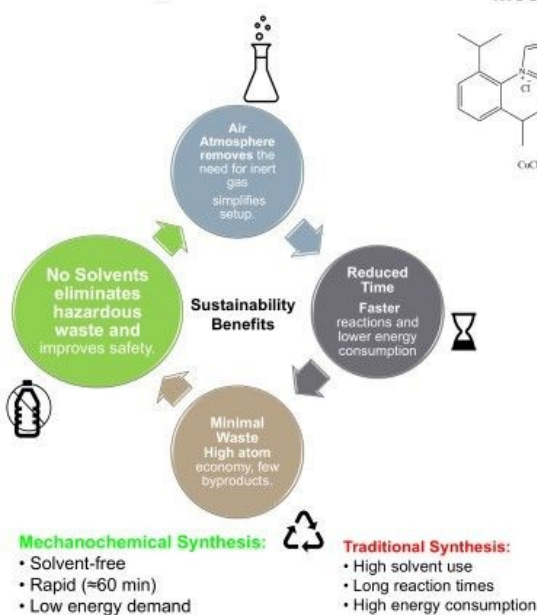 Air
Atmosphere
removes the
need for inert
gas
simplifies
setup.
No Solvents
eliminates
hazardous
waste and
improves safety.
Sustainability
Benefits
Reduced
Time
Faster
reactions and
lower energy
consumption
Minimal
Waste
High atom
economy, few
byproducts.
N
Cl
Mechanochemical Synthesis:
• Solvent-free
• Rapid (≈60 min)
• Low energy demand
Traditional Synthesis:
• High solvent use
• Long reaction times
• High energy consumption